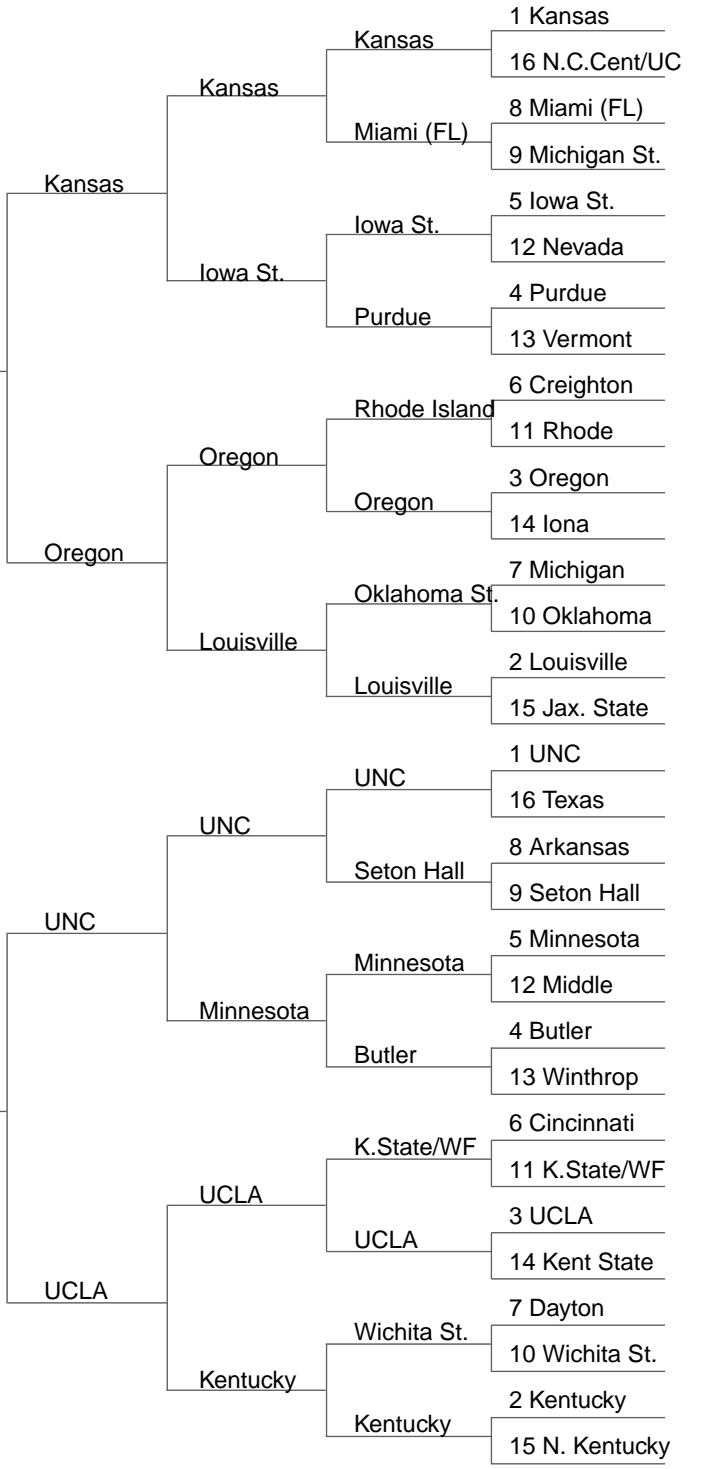 1 Kansas
Kansas
16 N.C.Cent/UC
Kansas
8 Miami (FL)
Miami (FL)
9 Michigan St.
Kansas
5 Iowa St.
Iowa St.
12 Nevada
Iowa St.
4 Purdue
Purdue
13 Vermont
6 Creighton
Rhode Island
11 Rhode
Oregon
3 Oregon
Oregon
14 Iona
Oregon
7 Michigan
Oklahoma St.
10 Oklahoma
Louisville
2 Louisville
Louisville
15 Jax. State
1 UNC
UNC
16 Texas
UNC
8 Arkansas
Seton Hall
9 Seton Hall
UNC
5 Minnesota
Minnesota
12 Middle
Minnesota
4 Butler
Butler
13 Winthrop
6 Cincinnati
K.State/WF
11 K.State/WF
UCLA
3 UCLA
UCLA
14 Kent State
UCLA
7 Dayton
Wichita St.
10 Wichita St.
Kentucky
2 Kentucky
Kentucky
15 N. Kentucky